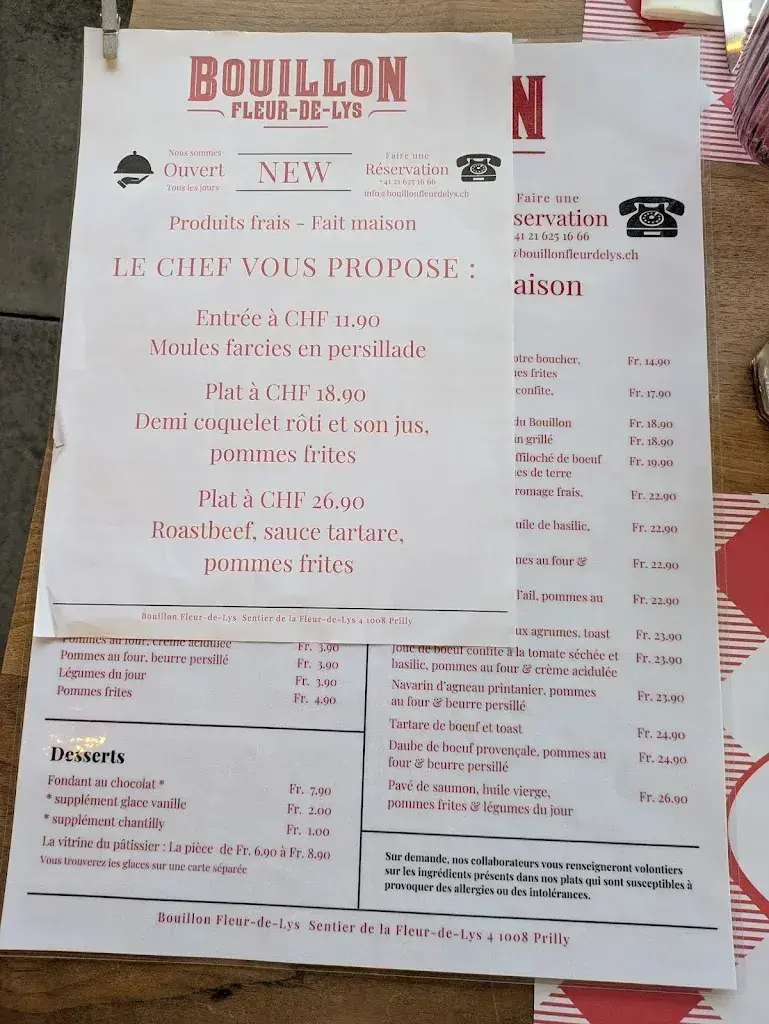 BOUILLON
FLEUR-DE-LYS
Nous sommes
Ouvert
Tous les jours
NEW
Faire une
Réservation
+41 21 625 16 66
info@bouillonfleurdelys.ch
Produits frais – Fait maison
LE CHEF VOUS PROPOSE :
Entrée à CHF 11.90
Moules farcies en persillade
Plat à CHF 18.90
Demi coquelet rôti et son jus,
pommes frites
Plat à CHF 26.90
Roastbeef, sauce tartare,
pommes frites
Bouillon Fleur-de-Lys Sentier de la Fleur-de-Lys 4 1008 Prilly
N
Faire une
servation
41 21 625 16 66
@bouillonfleurdelys.ch
aison
otre boucher, Fr. 14.90
es frites
confite, Fr. 17.90
du Bouillon Fr. 18.90
in grillé Fr. 18.90
ffiloché de boeuf Fr. 19.90
es de terre
romage frais, Fr. 22.90
uile de basilic, Fr. 22.90
nes au four & Fr. 22.90
l'ail, pommes au Fr. 22.90
ux agrumes, toast Fr. 23.90
Joue de boeuf confite à la tomate séchée et Fr. 23.90
basilic, pommes au four & crème acidulée
Navarin d'agneau printanier, pommes Fr. 23.90
au four & beurre persillé
Tartare de boeuf et toast Fr. 24.90
Daube de boeuf provençale, pommes au Fr. 24.90
four & beurre persillé
Pavé de saumon, huile vierge, Fr. 26.90
pommes frites & légumes du jour
Pommes au four, crème acidulée Fr. 3.90
Pommes au four, beurre persillé Fr. 3.90
Légumes du jour Fr. 3.90
Pommes frites Fr. 4.90
Desserts
Fondant au chocolat * Fr. 7.90
* supplément glace vanille Fr. 2.00
* supplément chantilly Fr. 1.00
La vitrine du pâtissier : La pièce de Fr. 6.90 à Fr. 8.90
Vous trouverez les glaces sur une carte séparée
Sur demande, nos collaborateurs vous renseigneront volontiers
sur les ingrédients présents dans nos plats qui sont susceptibles à
provoquer des allergies ou des intolérances.
Bouillon Fleur-de-Lys Sentier de la Fleur-de-Lys 4 1008 Prilly